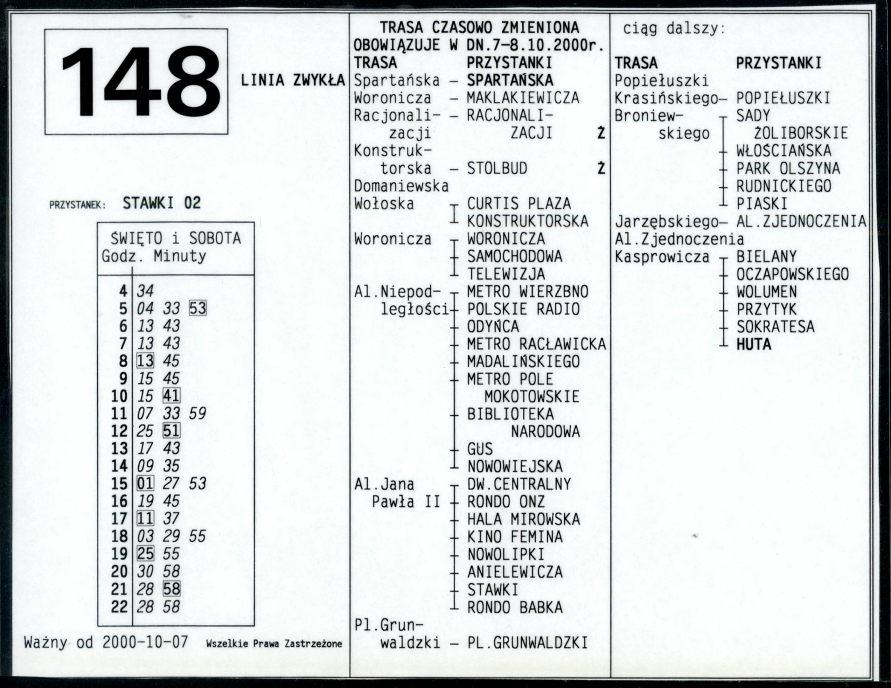 148
LINIA ZWYKŁA
PRZYSTANEK: STAWKI 02
ŚWIĘTO i SOBOTA
Godz. Minuty
4 34
5 04 33 53
6 13 43
7 13 43
8 13 45
9 15 45
10 15 41
11 07 33 59
12 25 51
13 17 43
14 09 35
15 01 27 53
16 19 45
17 11 37
18 03 29 55
19 25 55
20 30 58
21 28 58
22 28 58
Ważny od 2000-10-07 Wszelkie Prawa Zastrzeżone
TRASA CZASOWO ZMIENIONA
OBOWIĄZUJE W DN.7-8.10.2000r.
TRASA PRZYSTANKI
Spartańska - SPARTAŃSKA
Woronicza - MAKLAKIEWICZA
Racjonali- - RACJONALI-
zacji ZACJI Ż
Konstruk-
torska - STOLBUD Ż
Domaniewska
Wołoska CURTIS PLAZA
KONSTRUKTORSKA
Woronicza WORONICZA
SAMOCHODOWA
TELEWIZJA
Al.Niepod- METRO WIERZBNO
ległości POLSKIE RADIO
ODYŃCA
METRO RACŁAWICKA
MADALIŃSKIEGO
METRO POLE
MOKOTOWSKIE
BIBLIOTEKA
NARODOWA
GUS
NOWOWIEJSKA
Al.Jana DW.CENTRALNY
Pawła II RONDO ONZ
HALA MIROWSKA
KINO FEMINA
NOWOLIPKI
ANIELEWICZA
STAWKI
RONDO BABKA
Pl.Grun-
waldzki - PL.GRUNWALDZKI
ciąg dalszy:
TRASA PRZYSTANKI
Popiełuszki
Krasińskiego- POPIEŁUSZKI
Broniew- SADY
skiego ŻOLIBORSKIE
WŁOŚCIAŃSKA
PARK OLSZYNA
RUDNICKIEGO
PIASKI
Jarzębskiego- AL.ZJEDNOCZENIA
Al.Zjednoczenia
Kasprowicza BIELANY
OCZAPOWSKIEGO
WOLUMEN
PRZYTYK
SOKRATESA
HUTA